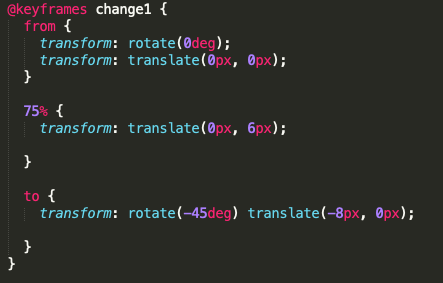 @keyframes change1 {
from {
transform: rotate(0deg);
transform: translate(0px, 0px);
}
75% {
transform: translate(0px, 6px);
}
to {
transform: rotate(-45deg) translate(-8px, 0px);
}
}